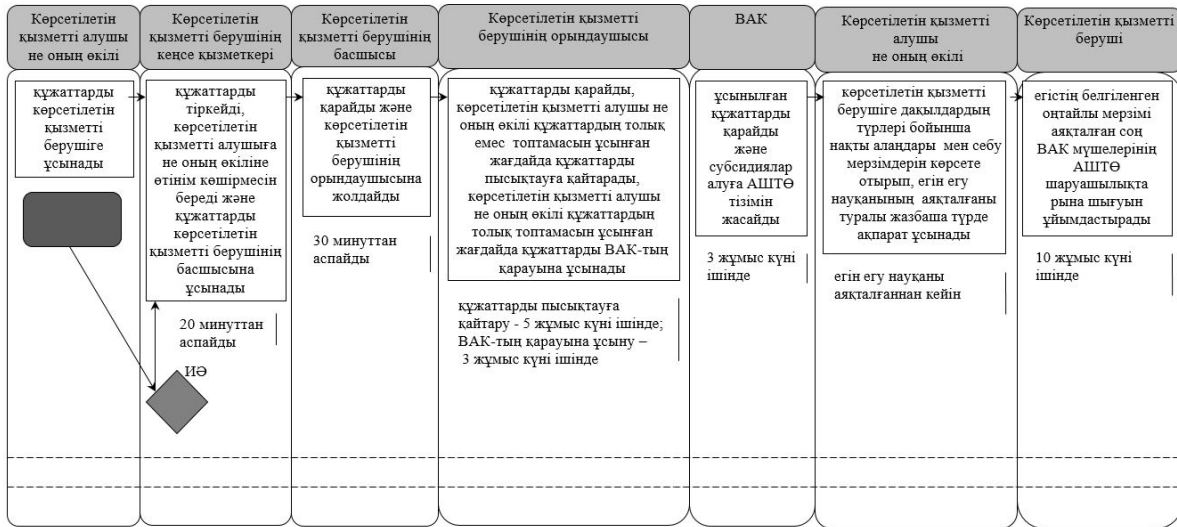 Көрсетілетін
қызметті алушы
не оның өкілі
Көрсетілетін
қызметті берушінің
кеңсе қызметкері
Көрсетілетін
қызметті берушінің
басшысы
Көрсетілетін қызметті
берушінің орындаушысы
ВАК
Көрсетілетін қызметті
алушы
не оның өкілі
Көрсетілетін қызметті
беруші
құжаттарды
көрсетілетін
қызметті
берушіге
ұсынады
құжаттарды
тіркейді,
көрсетілетін
қызметті алушыға
не оның өкіліне
өтінім көшірмесін
береді және
құжаттарды
көрсетілетін
қызметті берушінің
басшысына
ұсынады
20 минуттан
аспайды
ИӘ
құжаттарды
қарайды және
көрсетілетін
қызметті
берушінің
орындаушысына
жолдайды
30 минуттан
аспайды
құжаттарды қарайды,
көрсетілетін қызметті алушы не
оның өкілі құжаттардың толық
емес топтамасын ұсынған
жағдайда құжаттарды
пысықтауға қайтарады,
көрсетілетін қызметті алушы
не оның өкілі құжаттардың
толық топтамасын ұсынған
жағдайда құжаттарды ВАК-тың
қарауына ұсынады
құжаттарды пысықтауға
қайтару - 5 жұмыс күні ішінде;
ВАК-тың қарауына ұсыну –
3 жұмыс күні ішінде
ұсынылған
құжаттарды
қарайды
және
субсидиялар
алуға АШТӨ
тізімін
жасайды
3 жұмыс күні
ішінде
көрсетілетін қызметті
берушіге дақылдардың
түрлері бойынша
нақты алаңдары мен себу
мерзімдерін көрсете
отырып, егін егу
науқанының аяқталғаны
туралы жазбаша түрде
ақпарат ұсынады
егін егу науқаны
аяқталғаннан кейін
егістің белгіленген
оңтайлы мерзімі
аяқталған соң
ВАК мүшелерінің
АШТӨ
шаруашылықта
рына шығуын
ұйымдастырады
10 жұмыс күні
ішінде